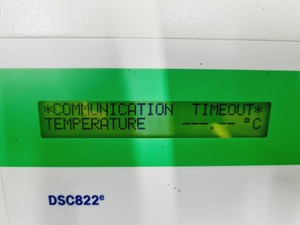 *COMMUNICATION TIMEOUT*
TEMPERATURE ---.-- °C
DSC822e